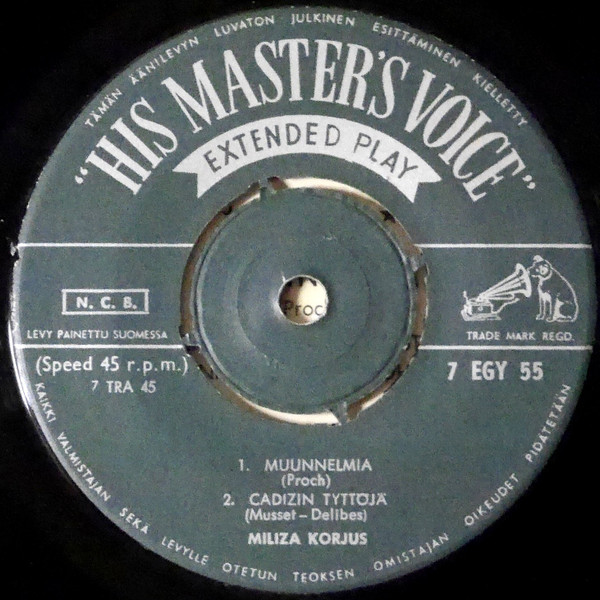 TÄMÄN ÄÄNILEVYN LUVATON JULKINEN ESITTÄMINEN KIELLETTY
"HIS MASTER'S VOICE"
EXTENDED PLAY
N. C. B.
LEVY PAINETTU SUOMESSA
TRADE MARK REGD.
(Speed 45 r.p.m.)
7 TRA 45
7 EGY 55
Proch
1. MUUNNELMIA
(Proch)
2. CADIZIN TYTTÖJÄ
(Musset – Delibes)
MILIZA KORJUS
KAIKKI VALMISTAJAN SEKÄ LEVYLLE OTETUN TEOKSEN OMISTAJAN OIKEUDET PIDÄTETÄÄN